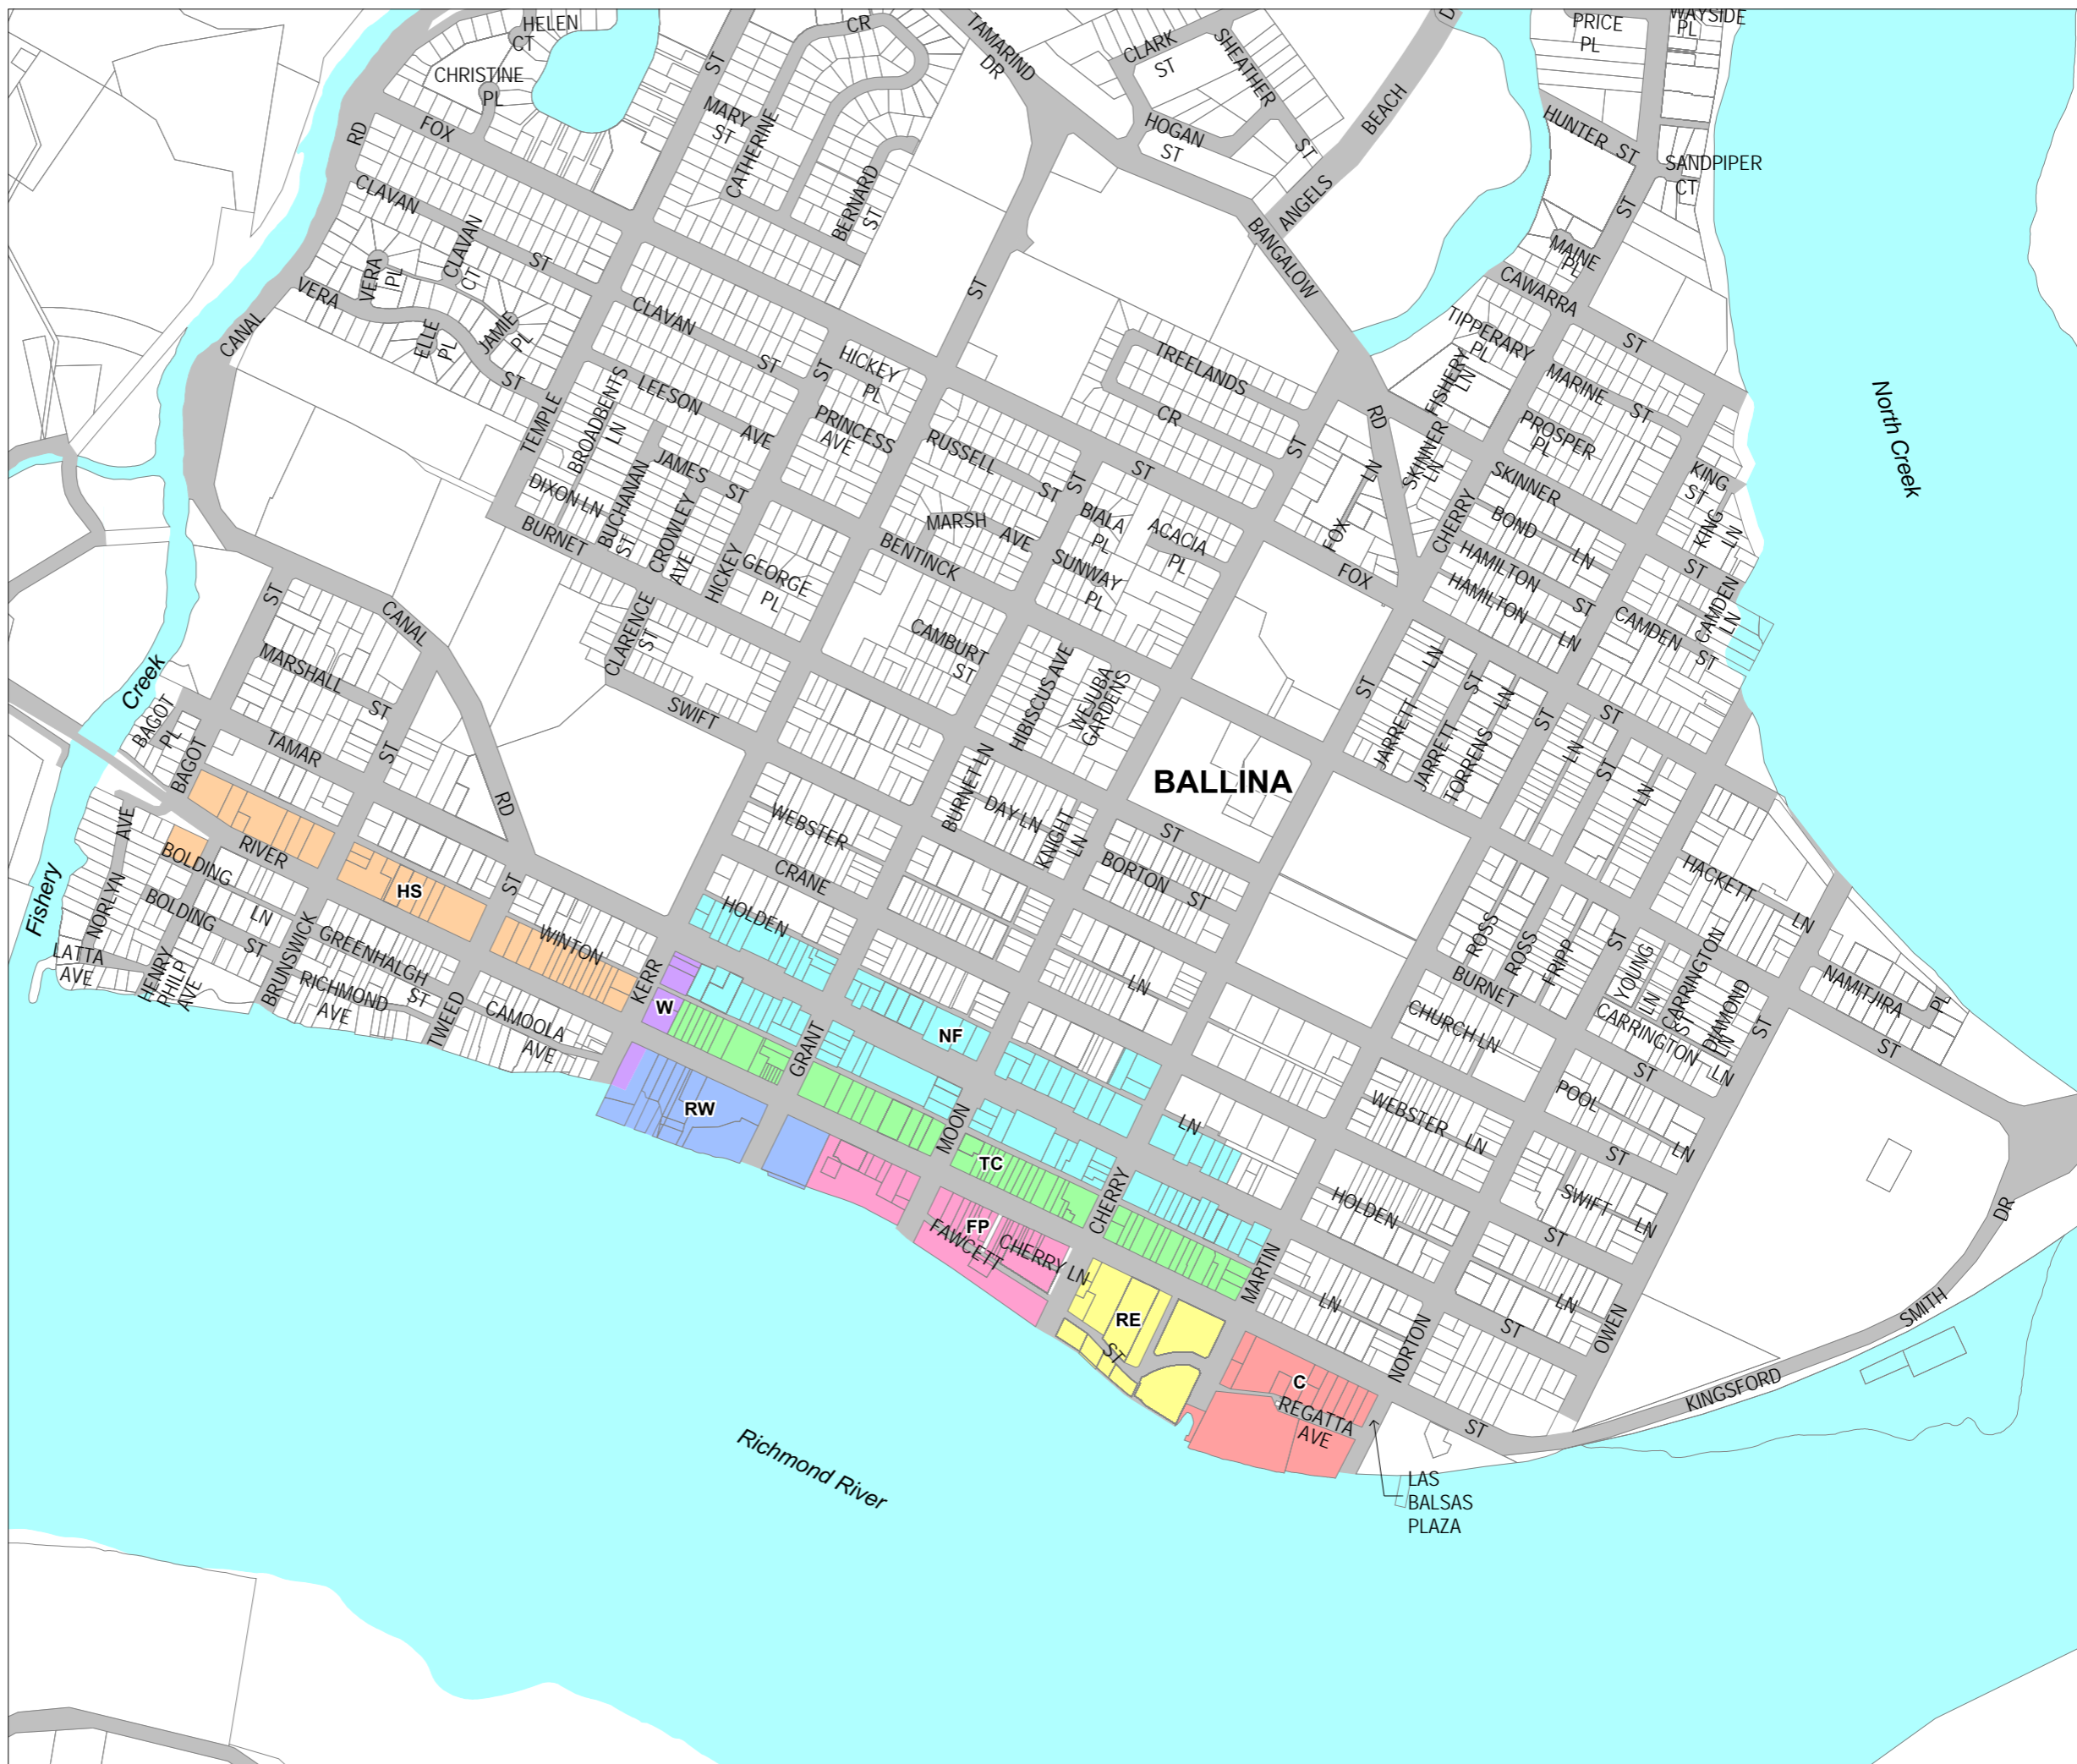 HELEN
CT
CR
TAMARIND
DR
CLARK
ST
SHEATHER
ST
PRICE
PL
WAYSIDE
PL
CHRISTINE
PL
ST
MARY
ST
CATHERINE
BEACH
HUNTER ST
FOX
RD
HOGAN
ST
SANDPIPER
CT
BERNARD
ST
ANGELS
ST
CLAVAN
ST
CLAVAN
CT
VERA
PL
BANGALOW
MAINE
PL
VERA
CANAL
CLAVAN
ST
ST
CAWARRA
ST
ELLE
PL
JAMIE
PL
ST
HICKEY
PL
ST
TREELANDS
CR
TIPPERARY
PL
FISHERY
LN
MARINE
ST
North Creek
TEMPLE
BROADBENTS
LN
LEESON
AVE
PRINCESS
AVE
RUSSELL
ST
ST
ST
ST
RD
PROSPER
PL
JAMES
ST
DIXON LN
BUCHANAN
ST
CROWLEY
AVE
HICKEY
BURNET
GEORGE
PL
MARSH
AVE
BENTINCK
BIALA
PL
ACACIA
PL
SUNWAY
PL
FOX
LN
SKINNER
LN
CHERRY
SKINNER
ST
KING
ST
KING
LN
BOND
LN
HAMILTON
ST
HAMILTON
LN
FOX
CAMDEN
ST
CAMDEN
LN
ST
CANAL
CLARENCE
ST
CAMBURT
ST
MARSHALL
ST
Creek
BAGOT
PL
SWIFT
HIBISCUS AVE
WEJUBA
GARDENS
ST
JARRETT
LN
JARRETT
ST
TORRENS
LN
ST
LN
ST
LN
ST
BAGOT
TAMAR
ST
RD
BALLINA
BURNET LN
DAY LN
KNIGHT
LN
ST
BORTON
ST
WEBSTER
CRANE
HACKETT
LN
AVE
RIVER
BOLDING
LN
BOLDING
ST
HS
ST
NORLYN
Fishery
HOLDEN
WINTON
GREENHALGH
ST
BRUNSWICK
LATTA
AVE
HENRY
PHILP
AVE
RICHMOND
AVE
TWEED
CAMOOLA
AVE
KERR
W
LN
ROSS
ROSS
FRIPP
ST
YOUNG
LN
CARRINGTON
ST
DIAMOND
LN
ST
NAMITJIRA
PL
ST
BURNET
CHURCH LN
CARRINGTON
LN
ST
NF
GRANT
RW
MOON
TC
LN
WEBSTER
LN
POOL
LN
ST
CHERRY
HOLDEN
SWIFT
LN
ST
DR
FP
FAWCETT
CHERRY LN
MARTIN
LN
LN
ST
OWEN
SMITH
RE
ST
NORTON
KINGSFORD
C
REGATTA
AVE
ST
Richmond River
LAS
BALSAS
PLAZA